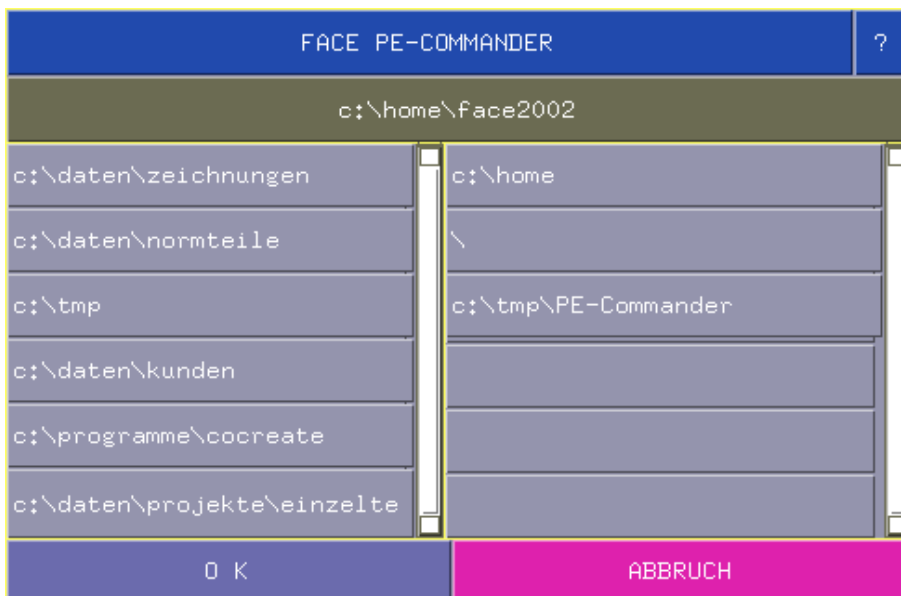 FACE PE-COMMANDER ?
c:\home\face2002
c:\daten\zeichnungen
c:\daten\normteile
c:\tmp
c:\daten\kunden
c:\programme\cocreate
c:\daten\projekte\einzelte
c:\home
\
c:\tmp\PE-Commander
O K
ABBRUCH